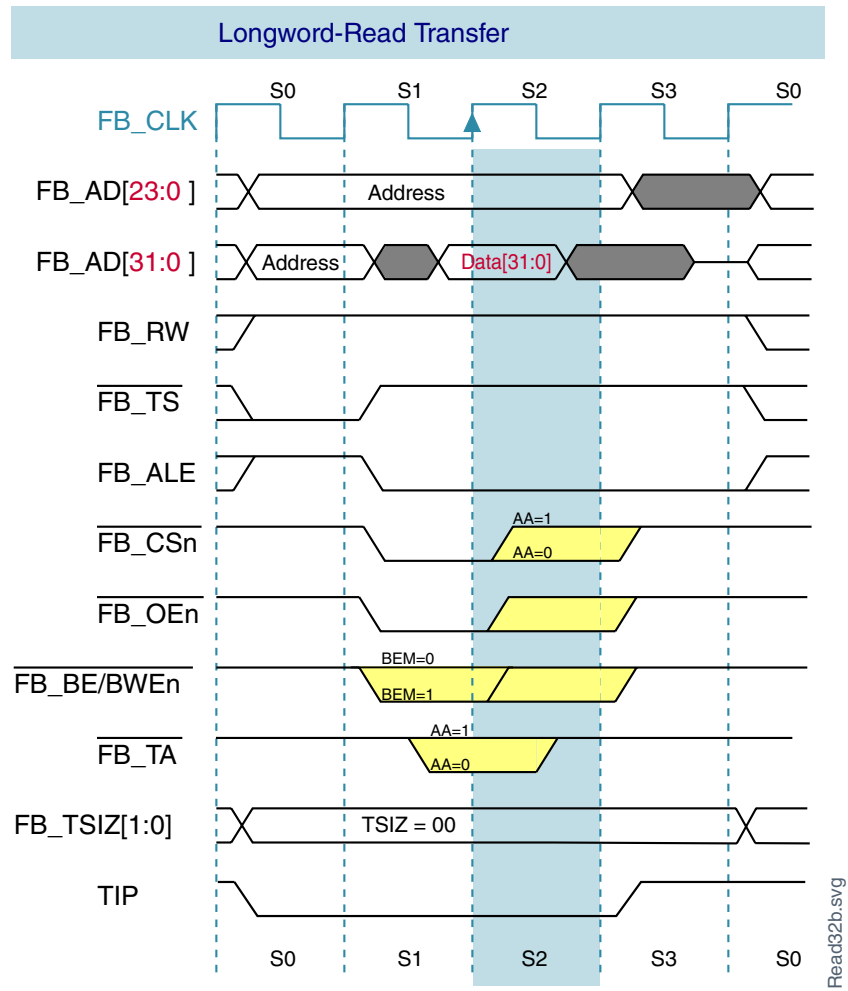 Longword-Read Transfer
S0 S1 S2 S3 S0
FB_CLK
FB_AD[23:0 ] Address
FB_AD[31:0 ] Address Data[31:0]
FB_RW
FB_TS
FB_ALE
AA=1
FB_CSn AA=0
FB_OEn
BEM=0
FB_BE/BWEn BEM=1
AA=1
FB_TA AA=0
FB_TSIZ[1:0] TSIZ = 00
TIP
S0 S1 S2 S3 S0
Read32b.svg